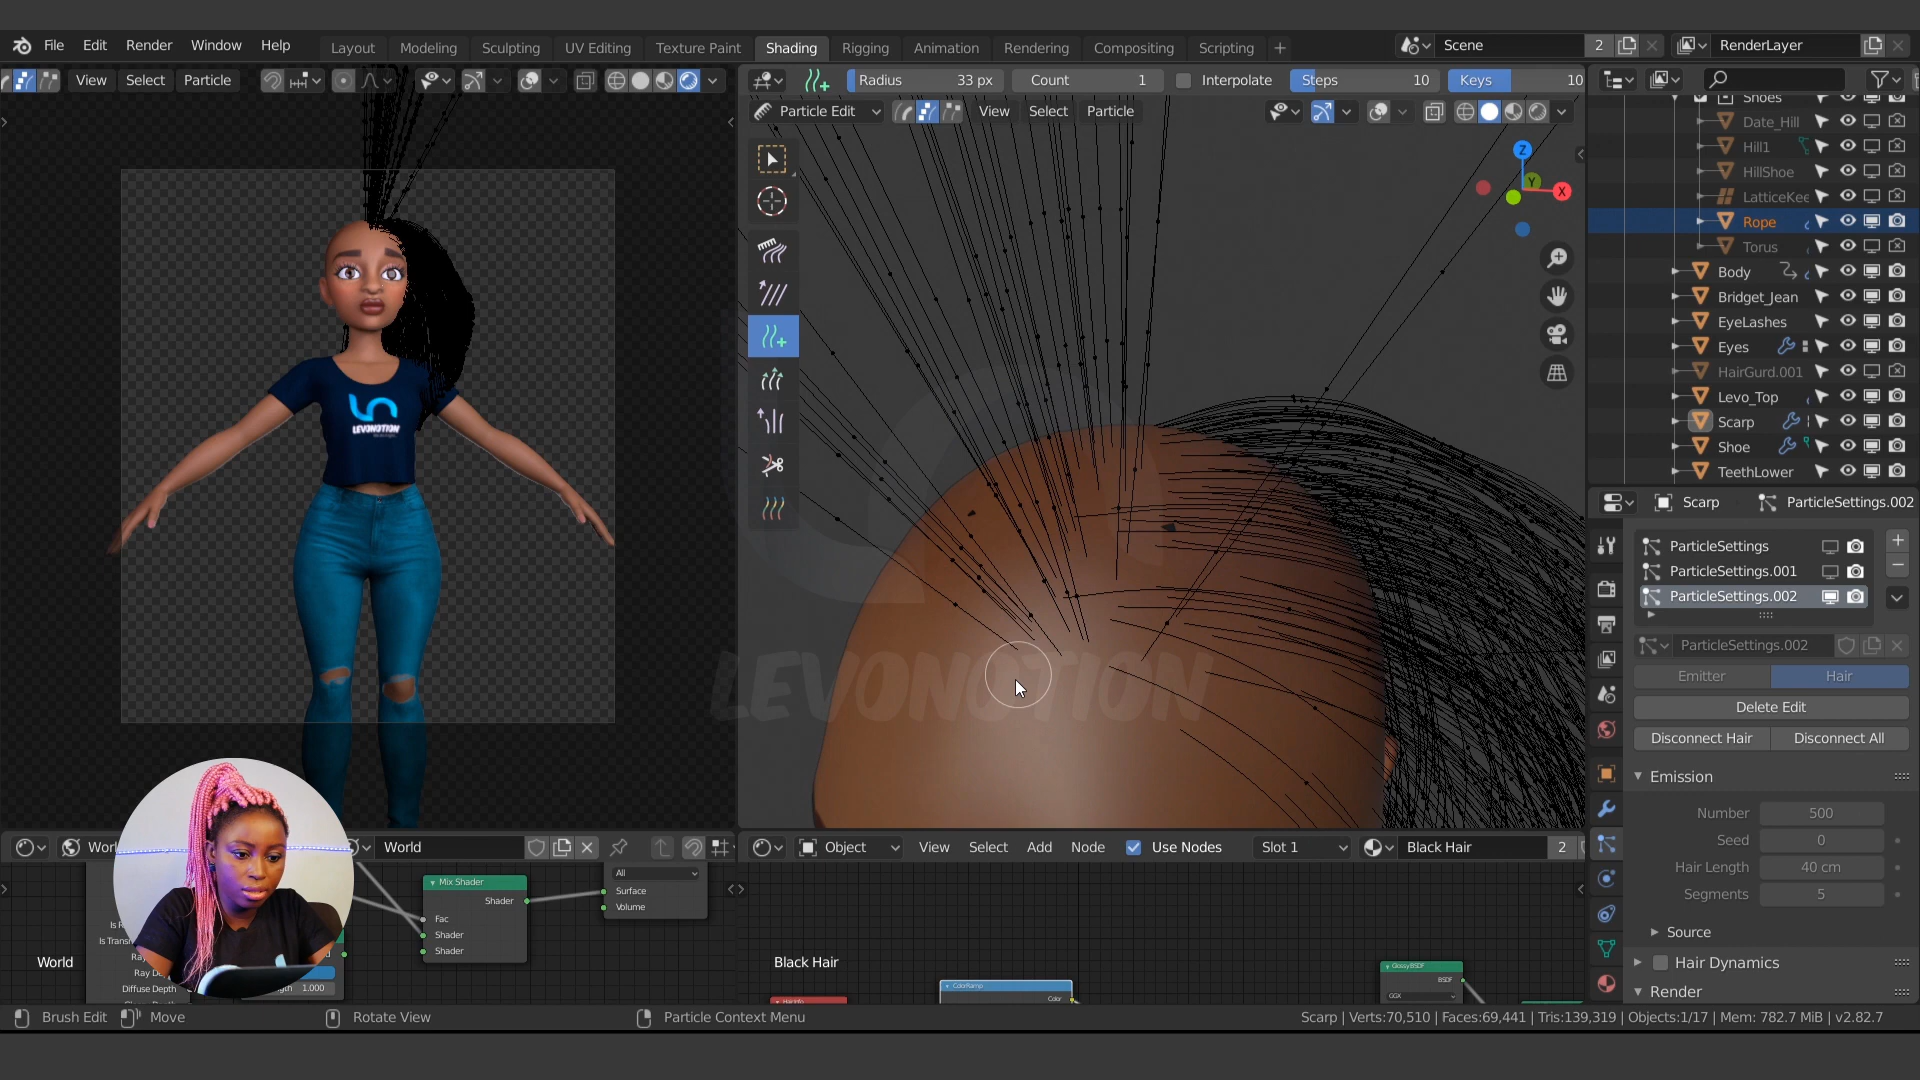 File Edit Render Window Help
Layout Modeling Sculpting UV Editing Texture Paint Shading Rigging Animation Rendering Compositing Scripting +
Scene 2
RenderLayer
View Select Particle
Radius 33 px Count 1 Interpolate Steps 10 Keys 10
Particle Edit View Select Particle
Z
Y
X
Shoes
Date_Hill
Hill1
HillShoe
LatticeKee
Rope
Torus
Body
Bridget_Jean
EyeLashes
Eyes
HairGurd.001
Levo_Top
Scarp
Shoe
TeethLower
LEVONOTION
LEVONOTION
Scarp ParticleSettings.002
ParticleSettings
ParticleSettings.001
ParticleSettings.002
ParticleSettings.002
Emitter Hair
Delete Edit
Disconnect Hair Disconnect All
Emission
Number 500
Seed 0
Hair Length 40 cm
Segments 5
Source
Hair Dynamics
Render
World
All
Mix Shader
Shader
Surface
Volume
Fac
Shader
Shader
Diffuse Depth
1.000
World
Object View Select Add Node Use Nodes Slot 1 Black Hair 2
Black Hair
ColorRamp
Color
Glossy BSDF
BSDF
GGX
Brush Edit Move Rotate View Particle Context Menu
Scarp | Verts:70,510 | Faces:69,441 | Tris:139,319 | Objects:1/17 | Mem: 782.7 MiB | v2.82.7